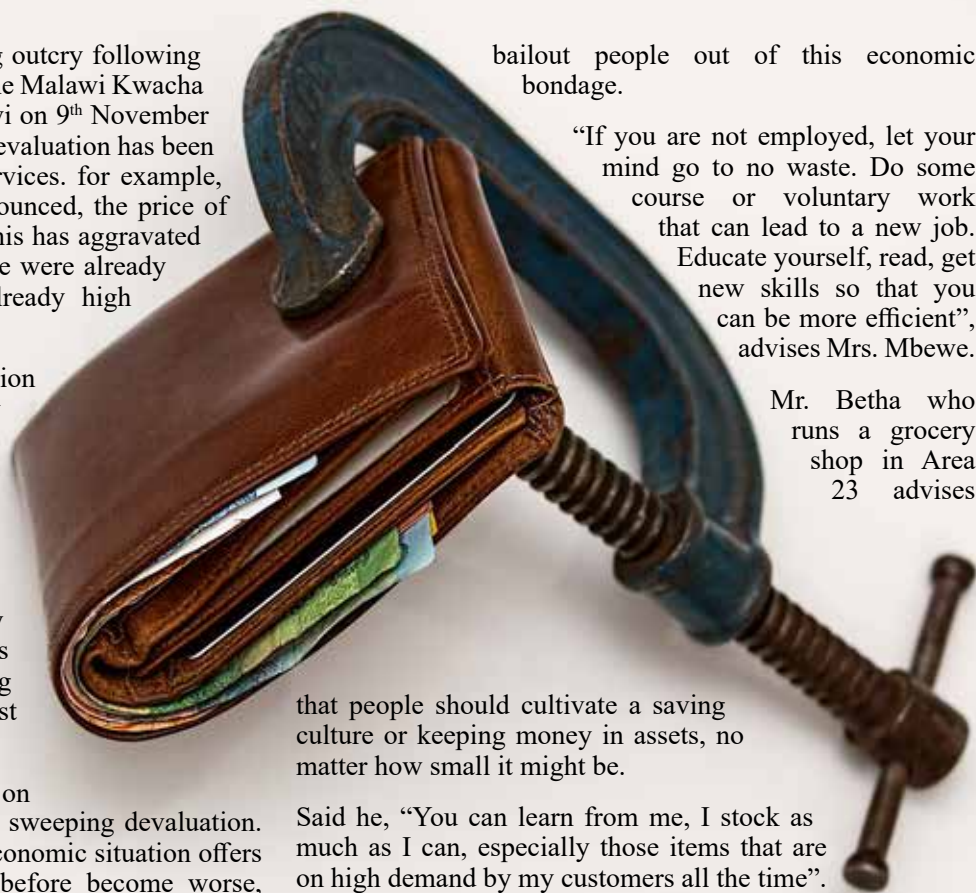 outcry following
Malawi Kwacha
on 9th November
evaluation has been
rvices. for example,
ounced, the price of
his has aggravated
e were already
lready high
ion
s
g
st
on
sweeping devaluation.
conomic situation offers
before become worse,
that people should cultivate a saving
culture or keeping money in assets, no
matter how small it might be.
Said he, “You can learn from me, I stock as
much as I can, especially those items that are
on high demand by my customers all the time”.
bailout people out of this economic
bondage.
“If you are not employed, let your
mind go to no waste. Do some
course or voluntary work
that can lead to a new job.
Educate yourself, read, get
new skills so that you
can be more efficient”,
advises Mrs. Mbewe.
Mr. Betha who
runs a grocery
shop in Area
23 advises